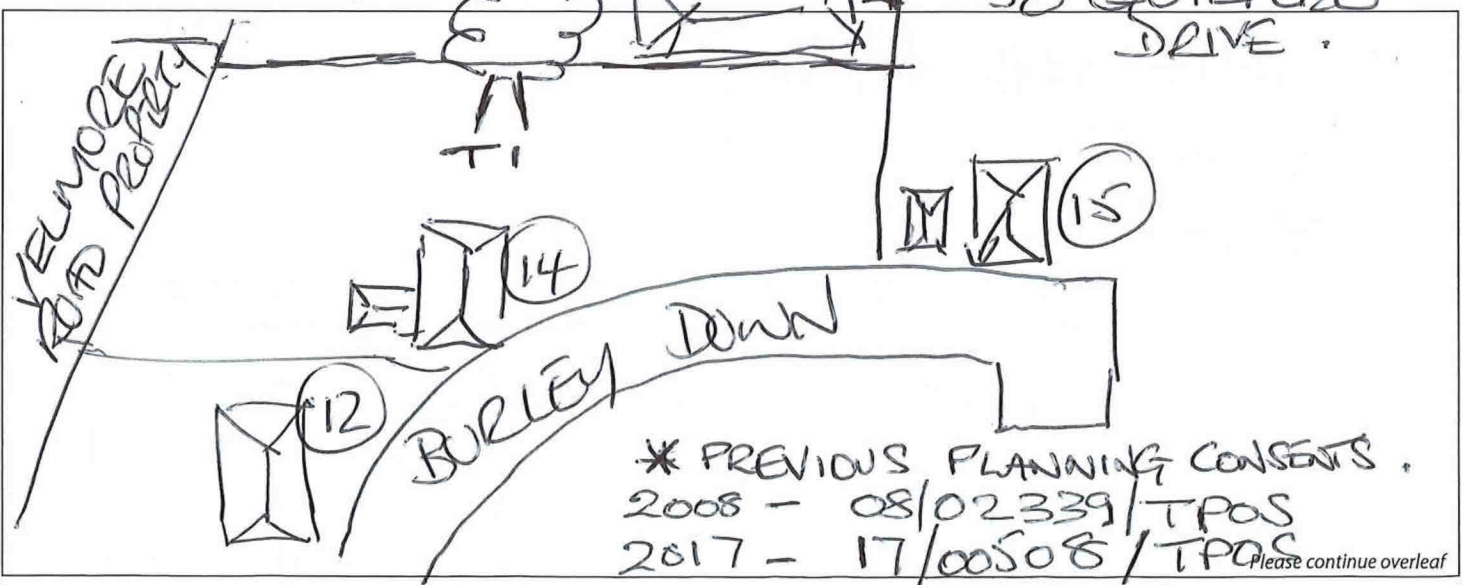 DRIVE.
VELMORE
ROAD PROPERTY
T1
15
14
12
BURLEY DOWN
* PREVIOUS PLANNING CONSENTS.
2008 - 08/02339/TPOS
2017 - 17/00508/TPOS
Please continue overleaf